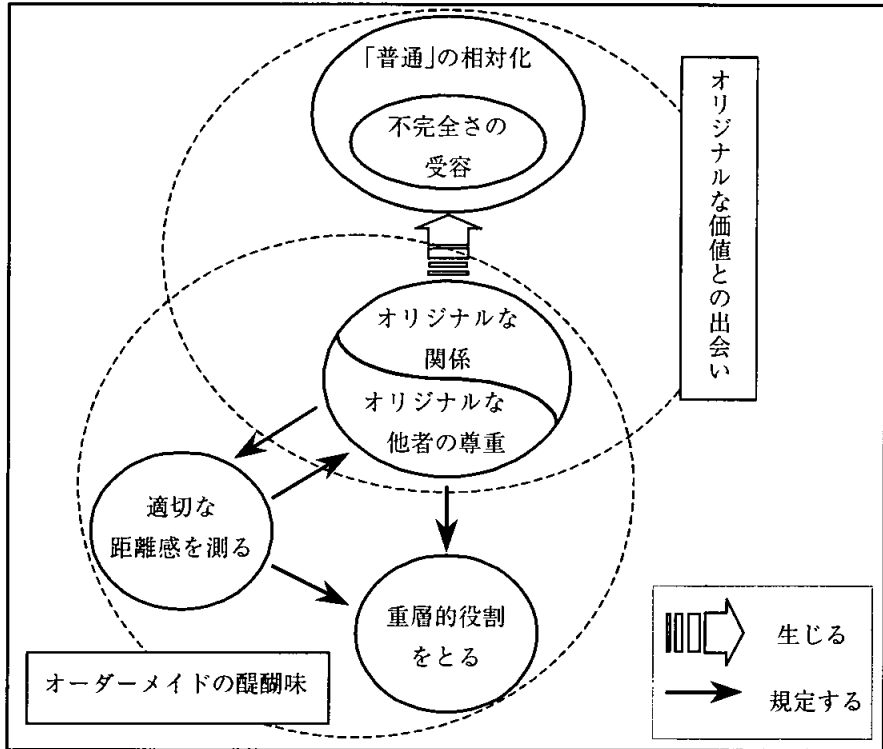 「普通」の相対化
不完全さの
受容
オリジナルな価値との出会い
オリジナルな
関係
オリジナルな
他者の尊重
適切な
距離感を測る
重層的役割
をとる
オーダーメイドの醍醐味
生じる
規定する